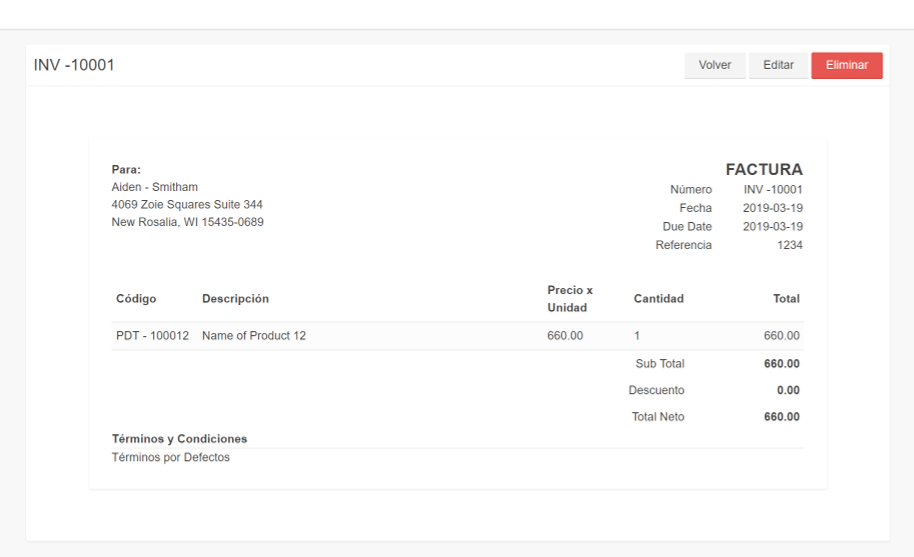 INV -10001
Volver Editar Eliminar
Para:
Aiden - Smitham
4069 Zoie Squares Suite 344
New Rosalia, WI 15435-0689
FACTURA
Número INV -10001
Fecha 2019-03-19
Due Date 2019-03-19
Referencia 1234
Código Descripción Precio x Unidad Cantidad Total
PDT - 100012 Name of Product 12 660.00 1 660.00
Sub Total 660.00
Descuento 0.00
Total Neto 660.00
Términos y Condiciones
Términos por Defectos